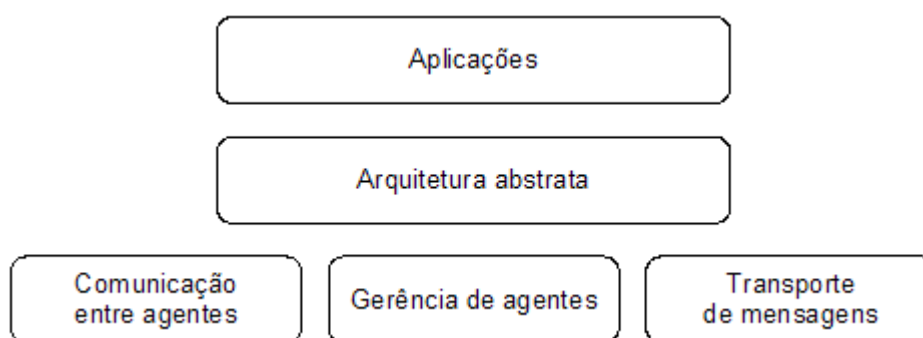 Aplicações
Arquitetura abstrata
Comunicação
entre agentes
Gerência de agentes
Transporte
de mensagens